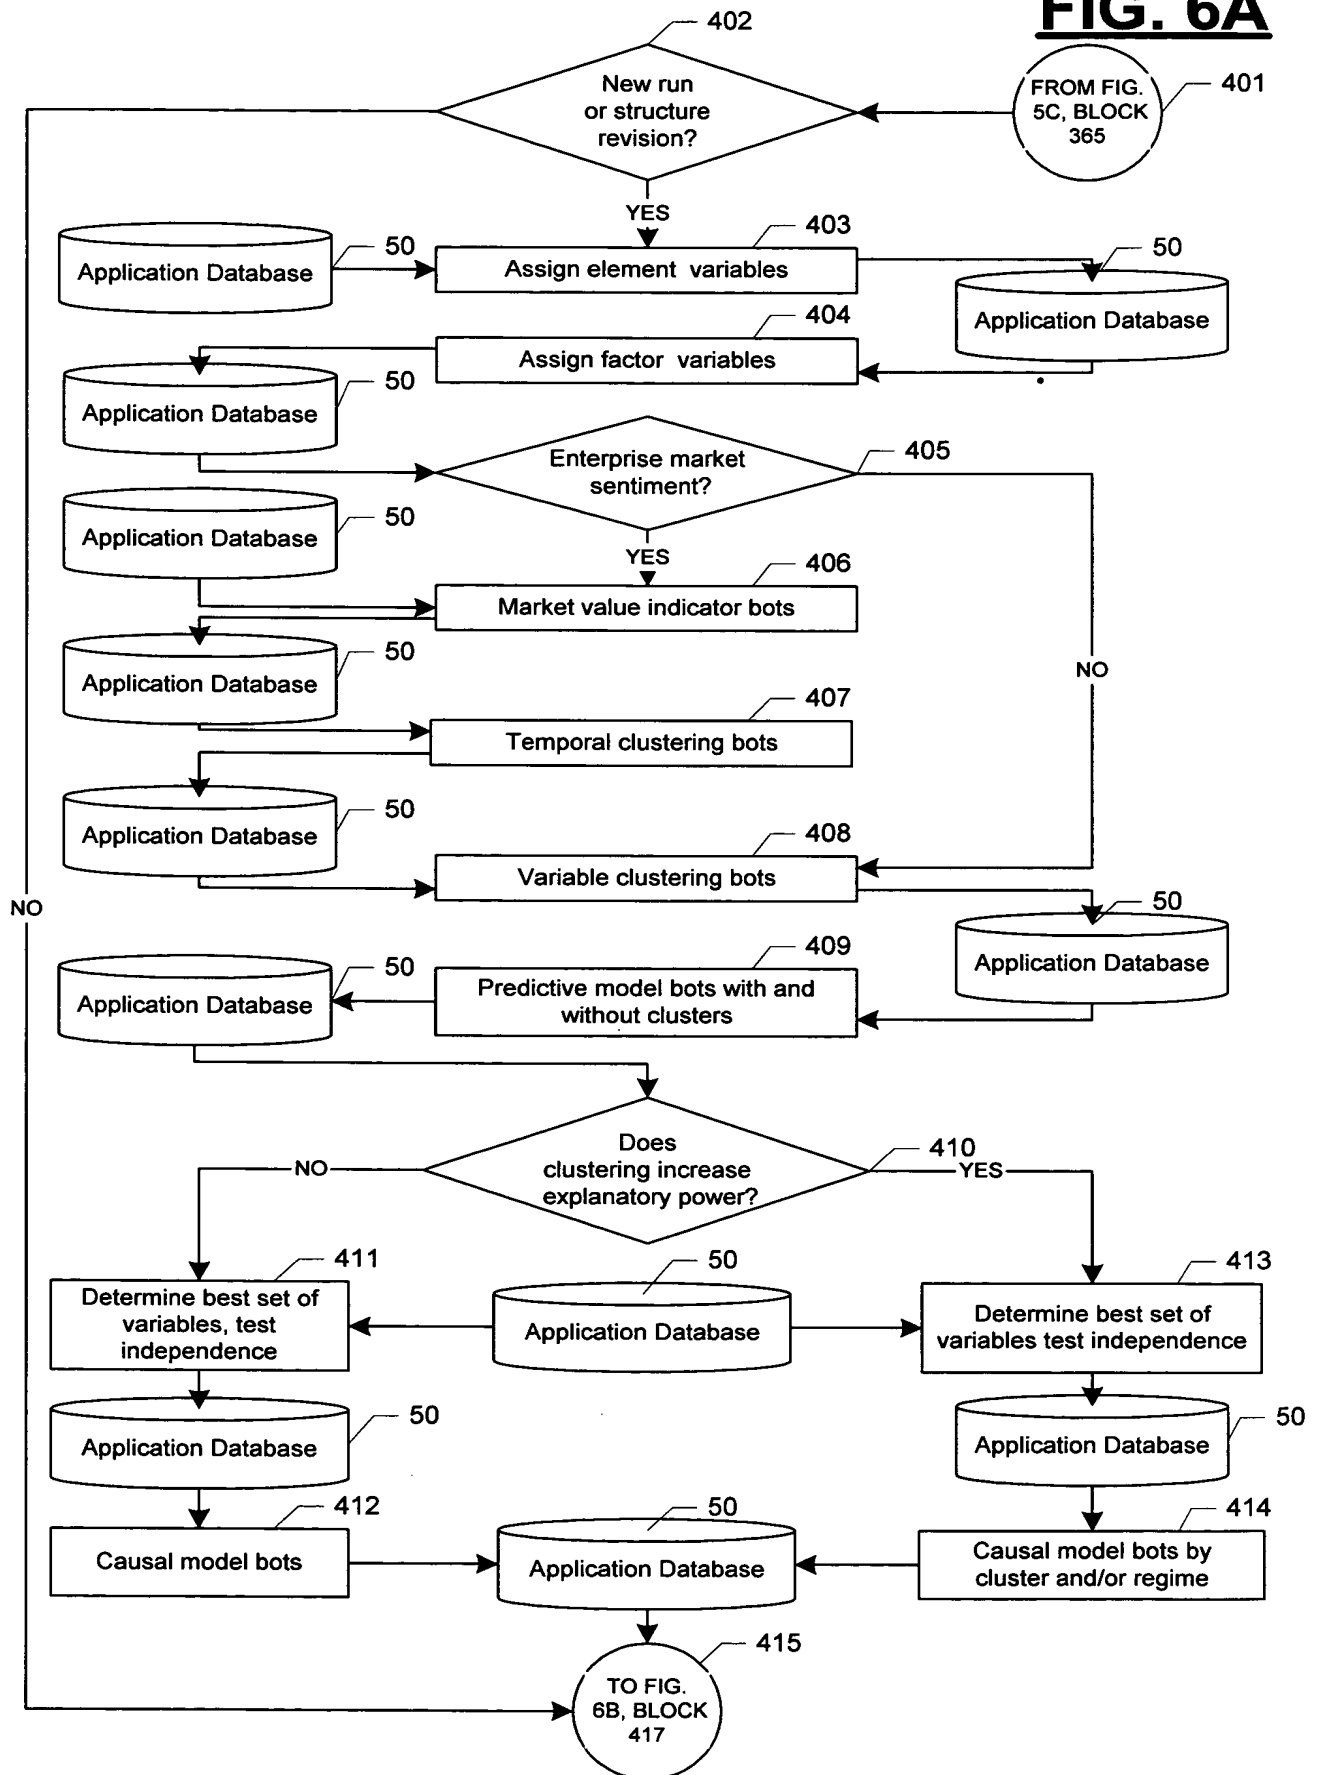 FIG. 6A
402
New run
or structure
revision?
FROM FIG.
5C, BLOCK
365
401
YES
403
50
Application Database
Assign element variables
50
Application Database
404
Assign factor variables
50
Application Database
405
Enterprise market
sentiment?
50
Application Database
YES
406
Market value indicator bots
50
Application Database
NO
407
Temporal clustering bots
50
Application Database
408
Variable clustering bots
NO
50
Application Database
409
50
Application Database
Predictive model bots with and
without clusters
Does
clustering increase
explanatory power?
410
NO
YES
411
Determine best set of
variables, test
independence
50
Application Database
413
Determine best set of
variables test independence
50
Application Database
50
Application Database
412
Causal model bots
50
Application Database
414
Causal model bots by
cluster and/or regime
415
TO FIG.
6B, BLOCK
417